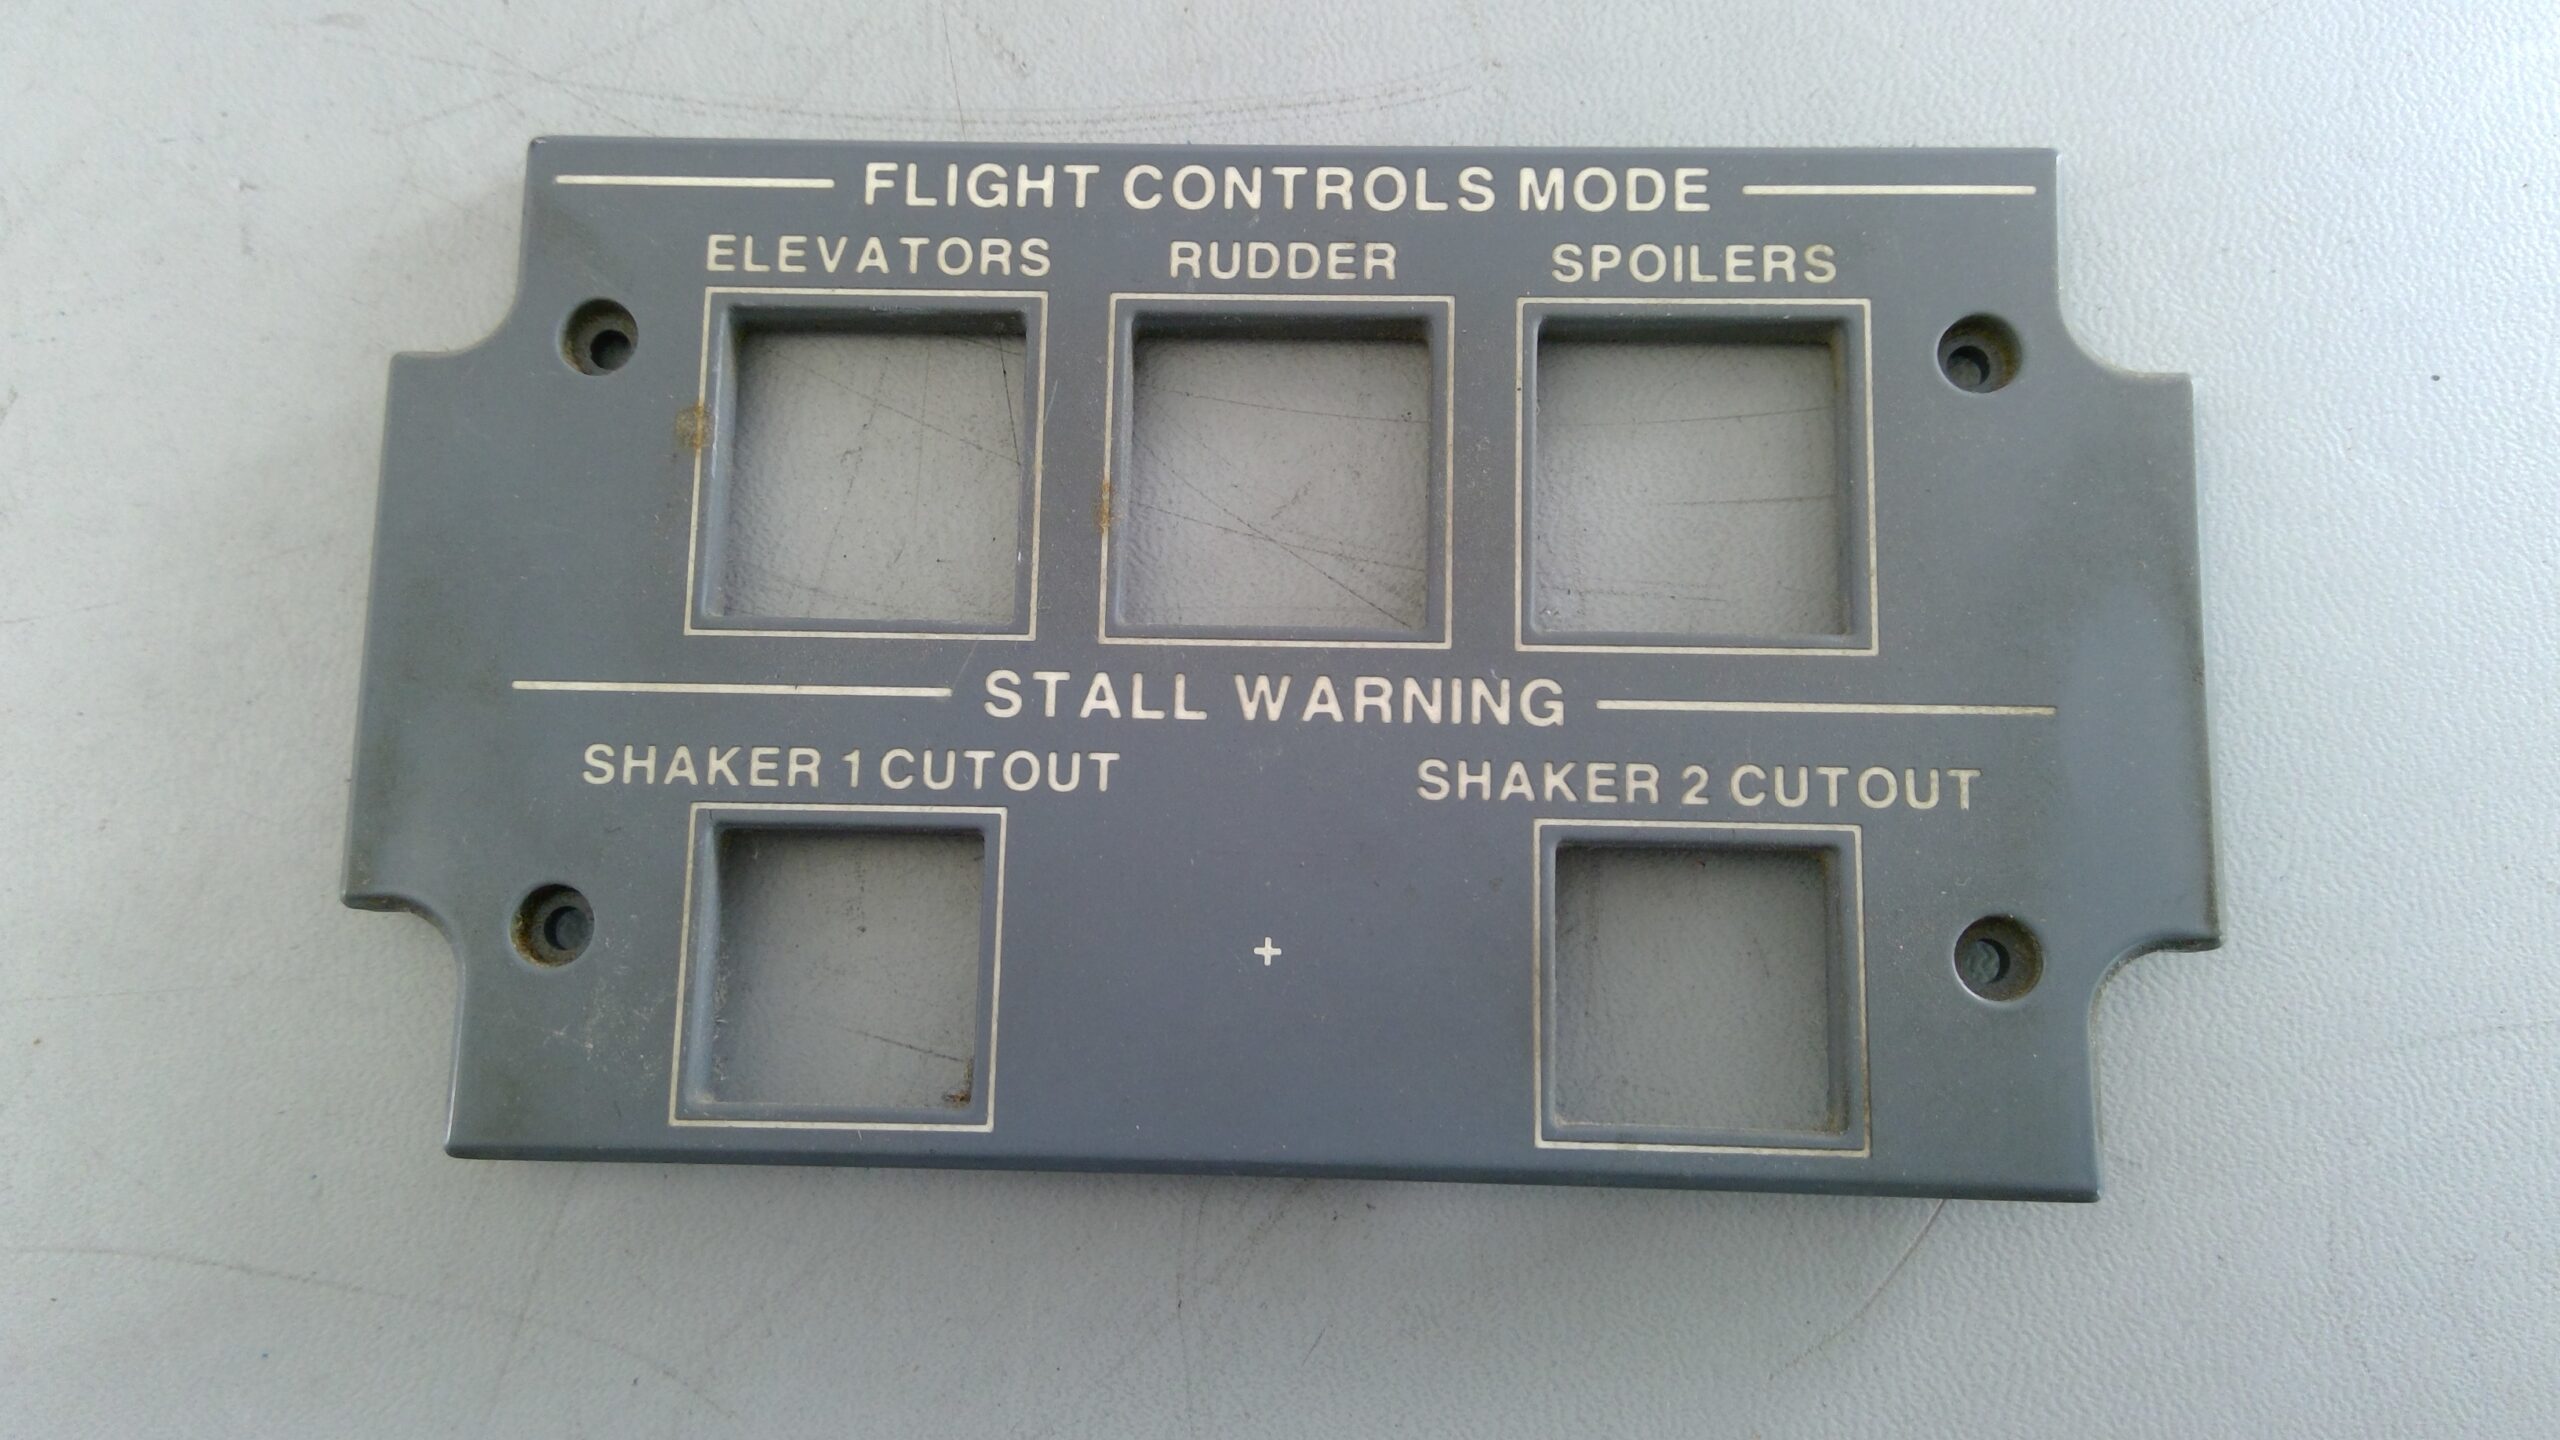 FLIGHT CONTROLS MODE
ELEVATORS RUDDER SPOILERS
STALL WARNING
SHAKER 1 CUTOUT SHAKER 2 CUTOUT
+